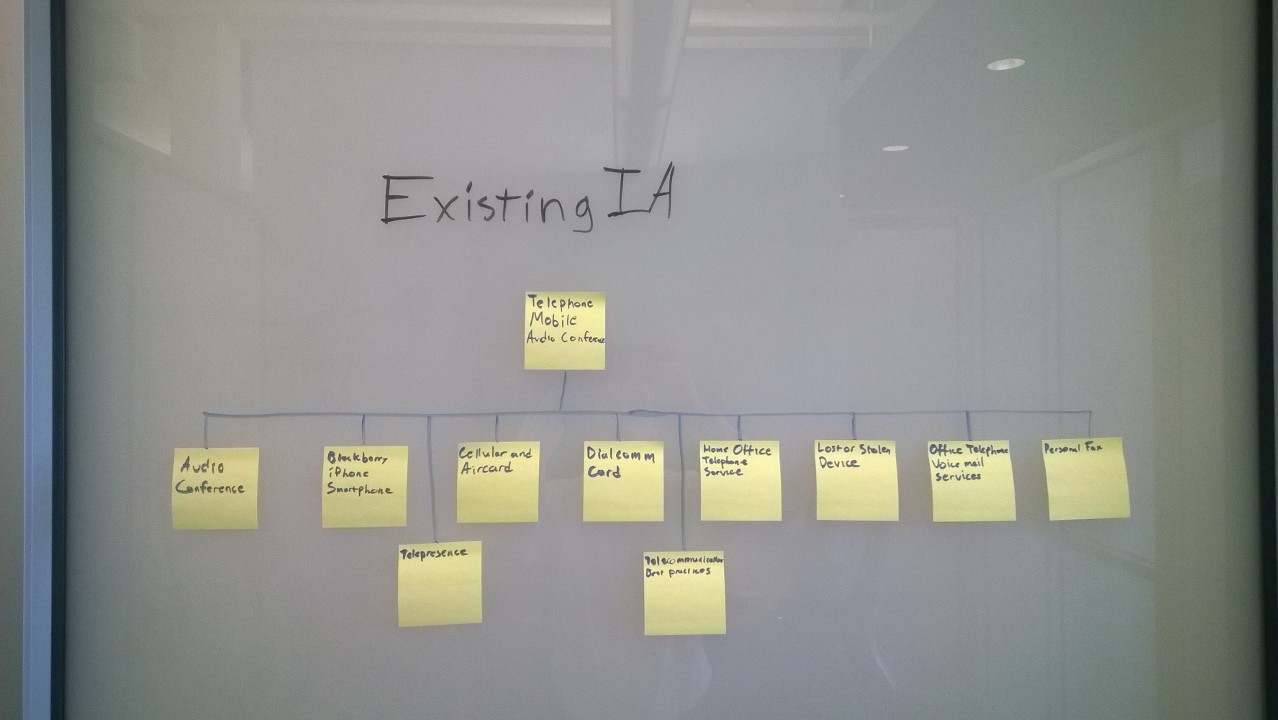 Existing IA
Telephone
Mobile
Audio Conference
Audio
Conference
Blackberry
iPhone
Smartphone
Cellular and
Aircard
Dialcomm
Card
Home Office
Telephone
Service
Lost or Stolen
Device
Office Telephone
Voice mail
Services
Personal Fax
Telepresence
Telecommunication
Best practices